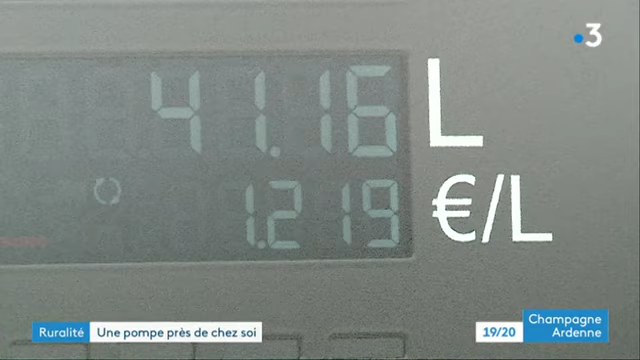 3
41.16 L
1.219 €/L
Ruralité Une pompe près de chez soi
19/20 Champagne
Ardenne